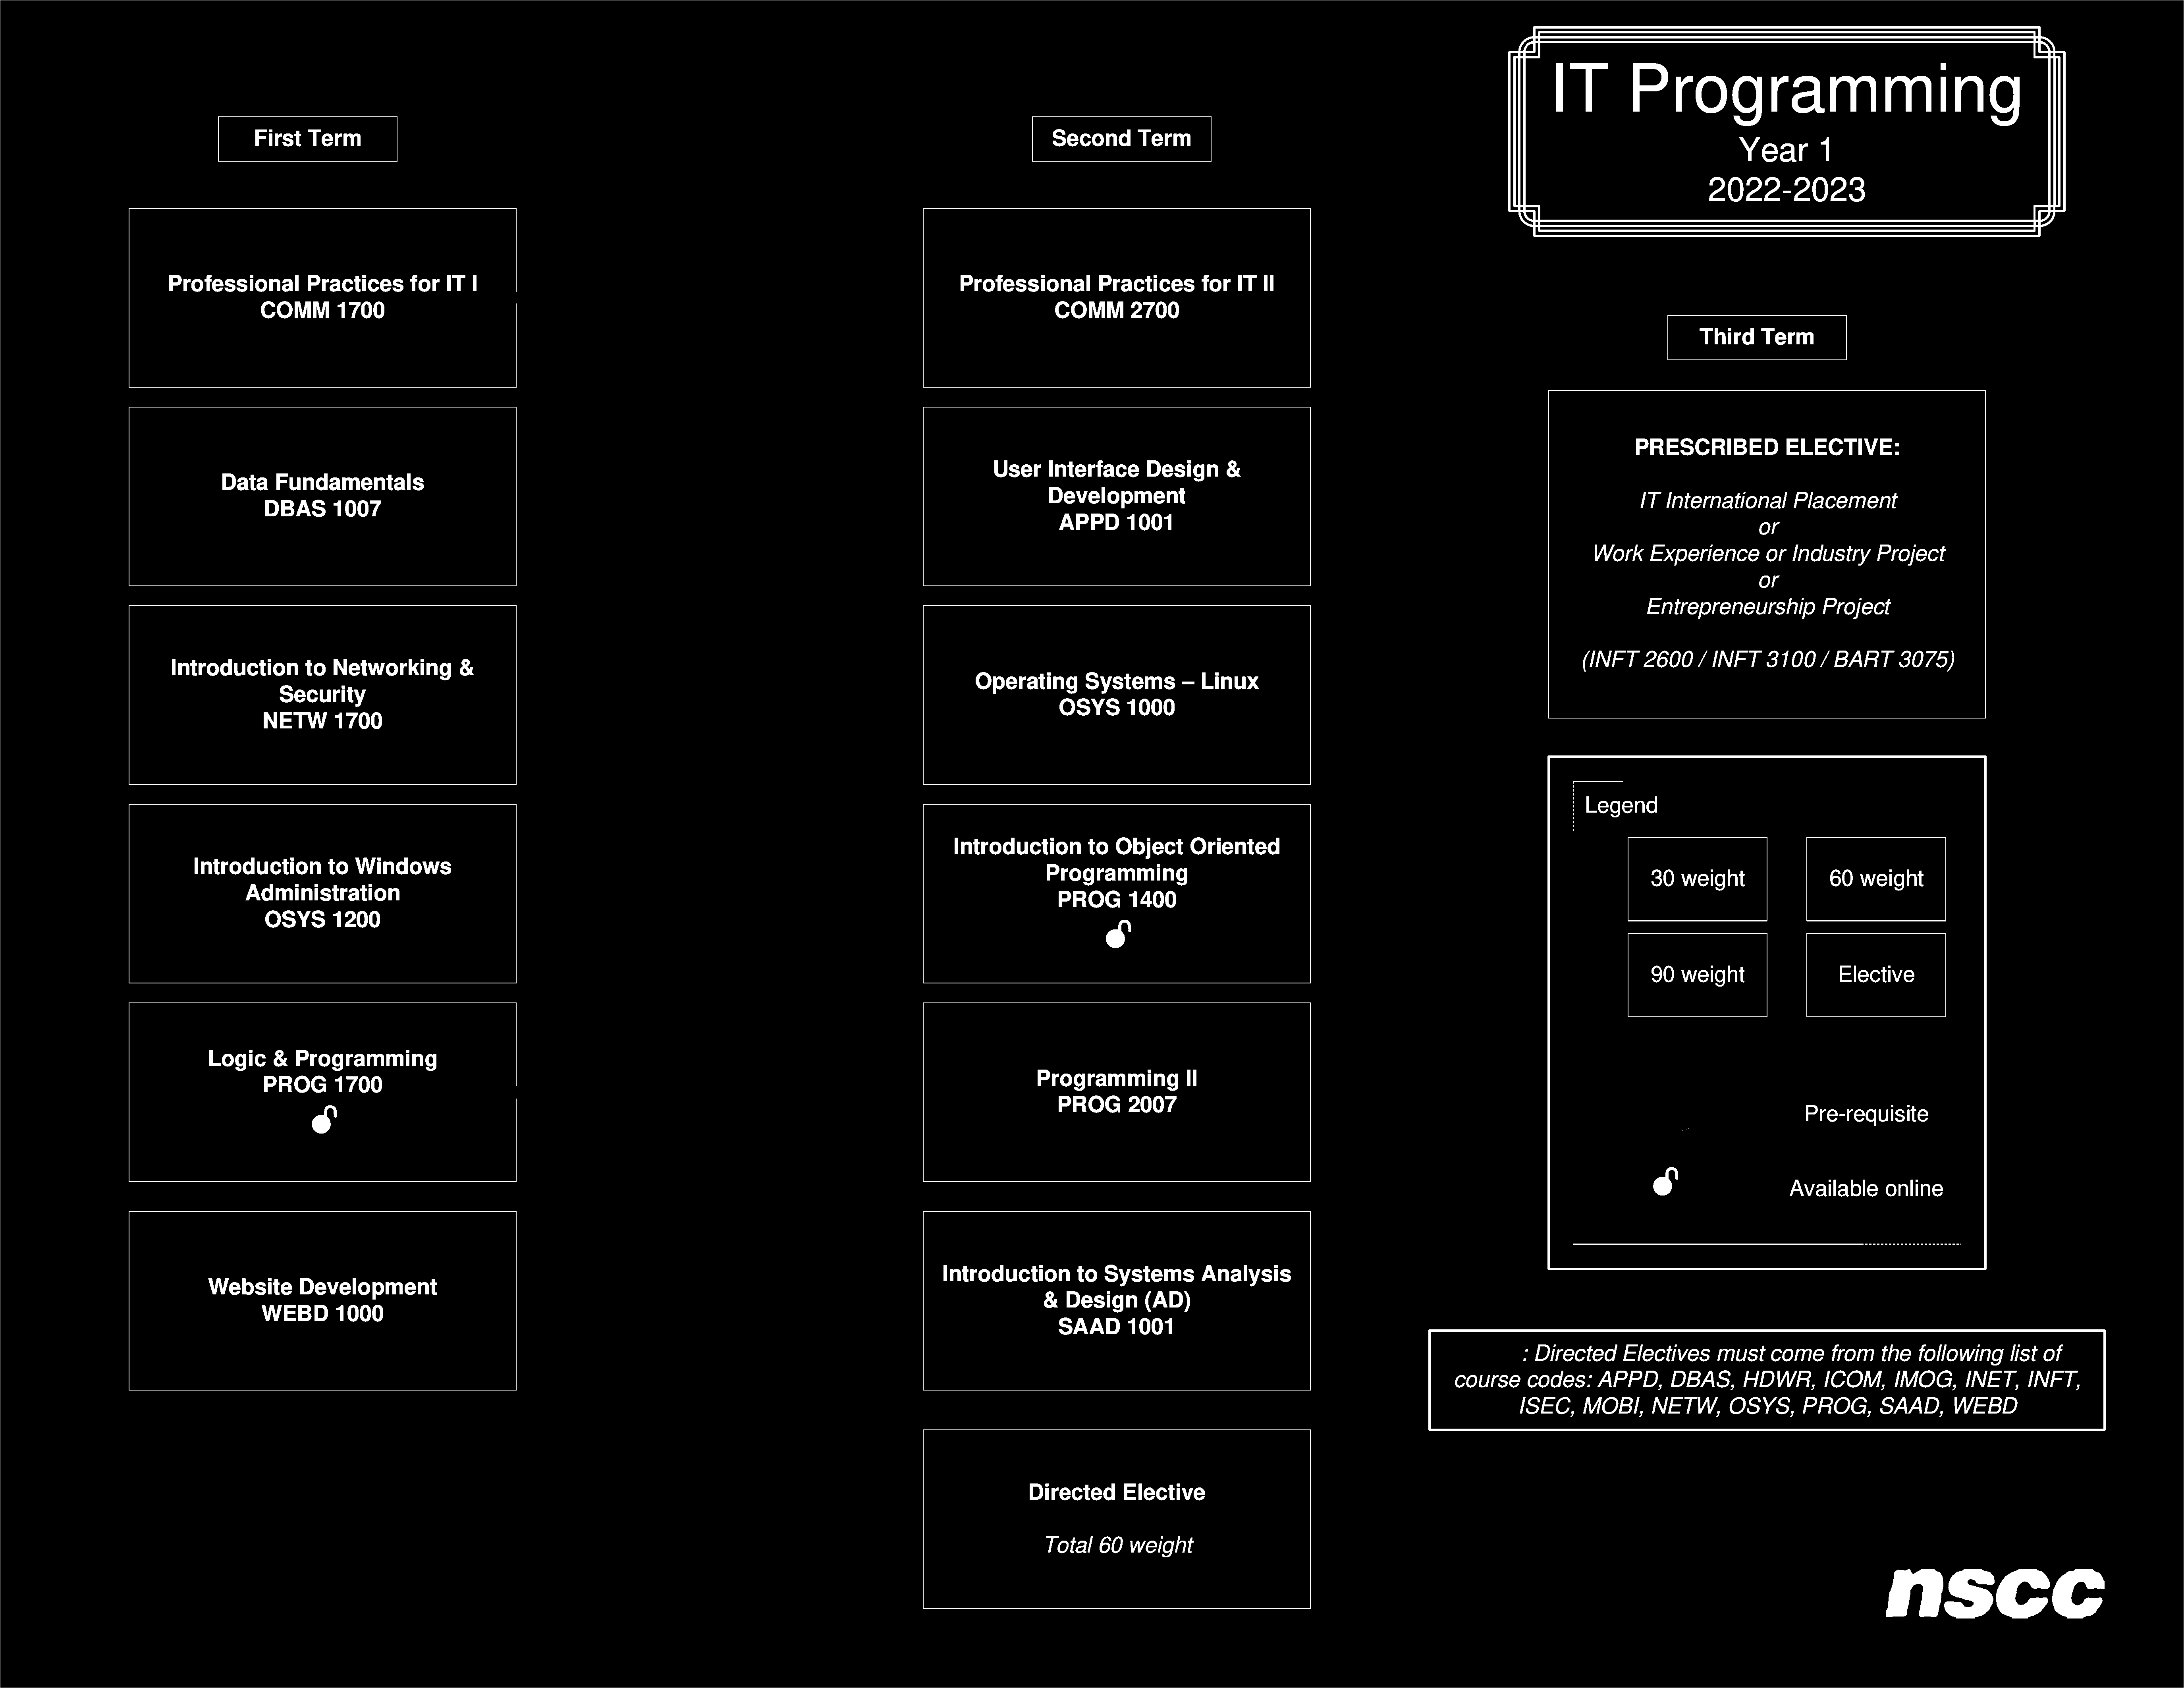 IT Programming
Year 1
2022-2023
First Term
Professional Practices for IT I
COMM 1700
Data Fundamentals
DBAS 1007
Introduction to Networking &
Security
NETW 1700
Introduction to Windows
Administration
OSYS 1200
Logic & Programming
PROG 1700
Website Development
WEBD 1000
Second Term
Professional Practices for IT II
COMM 2700
User Interface Design &
Development
APPD 1001
Operating Systems – Linux
OSYS 1000
Introduction to Object Oriented
Programming
PROG 1400
Programming II
PROG 2007
Introduction to Systems Analysis
& Design (AD)
SAAD 1001
Directed Elective
Total 60 weight
Third Term
PRESCRIBED ELECTIVE:
IT International Placement
or
Work Experience or Industry Project
or
Entrepreneurship Project
(INFT 2600 / INFT 3100 / BART 3075)
Legend
30 weight
60 weight
90 weight
Elective
Pre-requisite
Available online
: Directed Electives must come from the following list of
course codes: APPD, DBAS, HDWR, ICOM, IMOG, INET, INFT,
ISEC, MOBI, NETW, OSYS, PROG, SAAD, WEBD
nscc